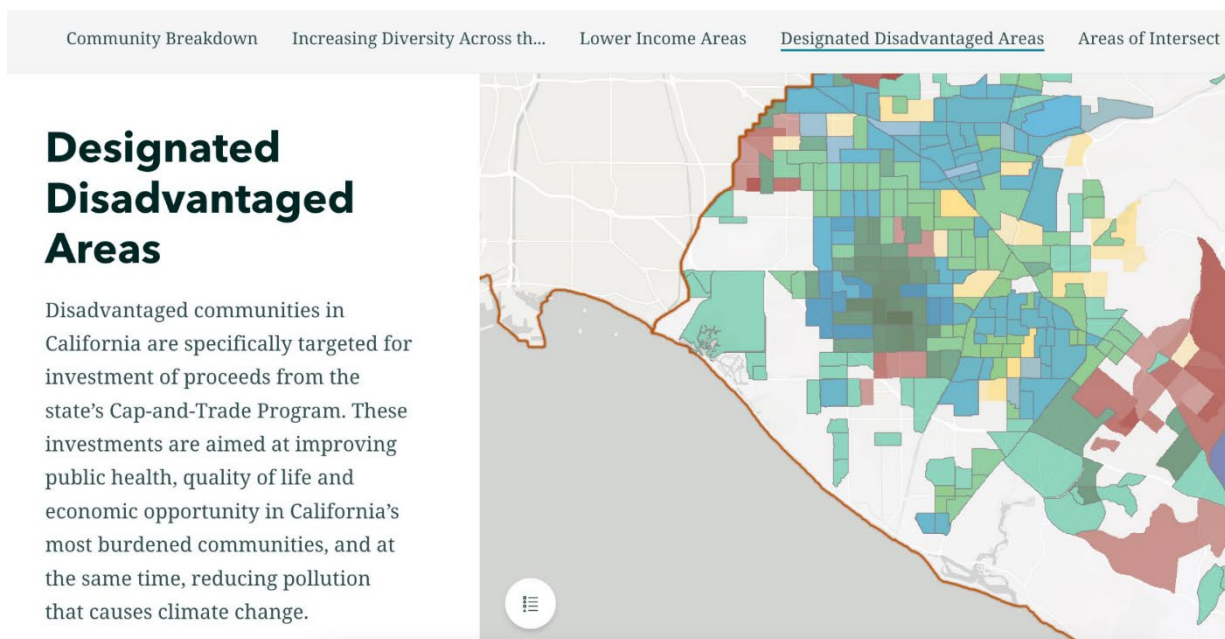 Community Breakdown Increasing Diversity Across th... Lower Income Areas Designated Disadvantaged Areas Areas of Intersect
Designated
Disadvantaged
Areas
Disadvantaged communities in
California are specifically targeted for
investment of proceeds from the
state’s Cap-and-Trade Program. These
investments are aimed at improving
public health, quality of life and
economic opportunity in California’s
most burdened communities, and at
the same time, reducing pollution
that causes climate change.